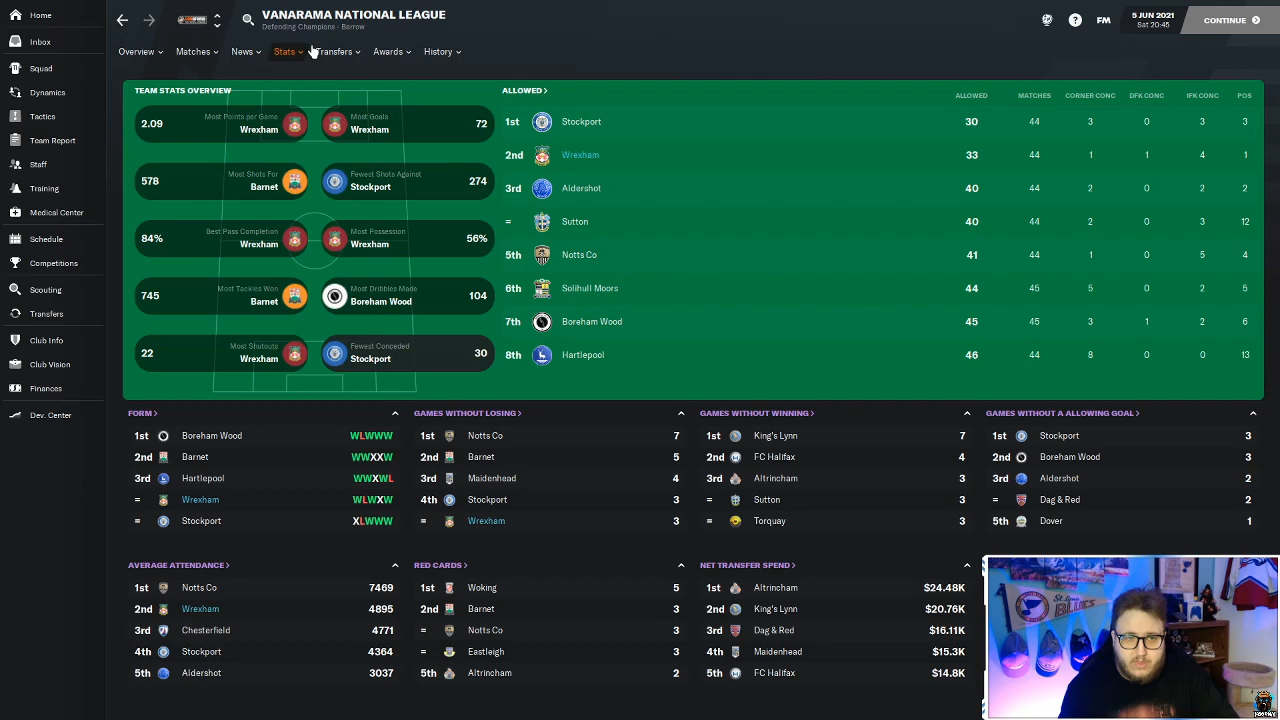 VANARAMA NATIONAL LEAGUE
Defending Champions - Barrow
FM
5 JUN 2021
Sat 20:45
CONTINUE
Home
Inbox
Squad
Dynamics
Tactics
Team Report
Staff
Training
Medical Center
Schedule
Competitions
Scouting
Transfers
Club Info
Club Vision
Finances
Dev. Center
Overview Matches News Stats Transfers Awards History
TEAM STATS OVERVIEW
2.09 Most Points per Game Wrexham
Most Goals Wrexham 72
578 Most Shots For Barnet
Fewest Shots Against Stockport 274
84% Best Pass Completion Wrexham
Most Possession Wrexham 56%
745 Most Tackles Won Barnet
Most Dribbles Made Boreham Wood 104
22 Most Shutouts Wrexham
Fewest Conceded Stockport 30
ALLOWED > ALLOWED MATCHES CORNER CONC DFK CONC IFK CONC POS
1st Stockport 30 44 3 0 3 3
2nd Wrexham 33 44 1 1 4 1
3rd Aldershot 40 44 2 0 2 2
= Sutton 40 44 2 0 3 12
5th Notts Co 41 44 1 0 5 4
6th Solihull Moors 44 45 5 0 2 5
7th Boreham Wood 45 45 3 1 2 6
8th Hartlepool 46 44 8 0 0 13
FORM >
1st Boreham Wood WLWWW
2nd Barnet WWXXW
3rd Hartlepool WWXWL
= Wrexham WLWXW
= Stockport XLWWW
GAMES WITHOUT LOSING >
1st Notts Co 7
2nd Barnet 5
3rd Maidenhead 4
4th Stockport 3
= Wrexham 3
GAMES WITHOUT WINNING >
1st King's Lynn 7
2nd FC Halifax 4
3rd Altrincham 3
= Sutton 3
= Torquay 3
GAMES WITHOUT A ALLOWING GOAL >
1st Stockport 3
2nd Boreham Wood 3
3rd Aldershot 2
= Dag & Red 2
5th Dover 1
AVERAGE ATTENDANCE >
1st Notts Co 7469
2nd Wrexham 4895
3rd Chesterfield 4771
4th Stockport 4364
5th Aldershot 3037
RED CARDS >
1st Woking 5
2nd Barnet 3
= Notts Co 3
= Eastleigh 3
5th Altrincham 2
NET TRANSFER SPEND >
1st Altrincham $24.48K
2nd King's Lynn $20.76K
3rd Dag & Red $16.11K
4th Maidenhead $15.3K
5th FC Halifax $14.8K
St. Louis
BLUES